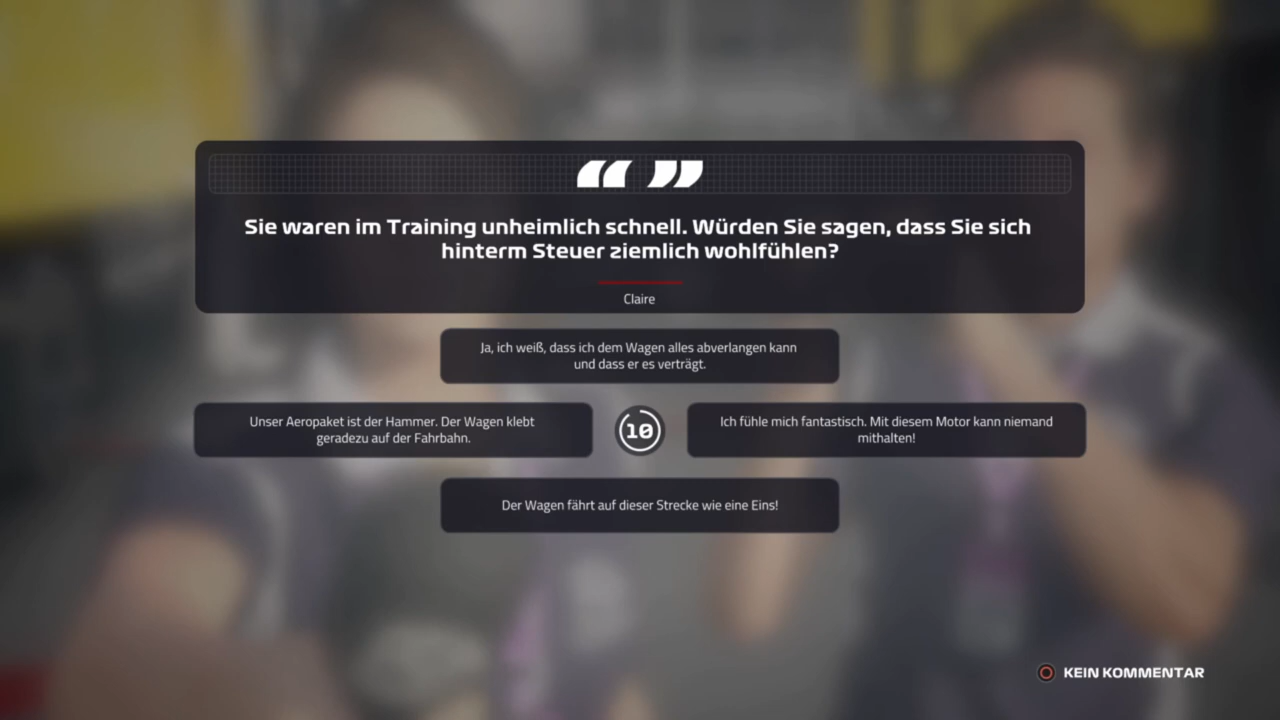 “ ”
Sie waren im Training unheimlich schnell. Würden Sie sagen, dass Sie sich
hinterm Steuer ziemlich wohlfühlen?
Claire
Ja, ich weiß, dass ich dem Wagen alles abverlangen kann
und dass er es verträgt.
Unser Aeropaket ist der Hammer. Der Wagen klebt
geradezu auf der Fahrbahn.
10
Ich fühle mich fantastisch. Mit diesem Motor kann niemand
mithalten!
Der Wagen fährt auf dieser Strecke wie eine Eins!
KEIN KOMMENTAR